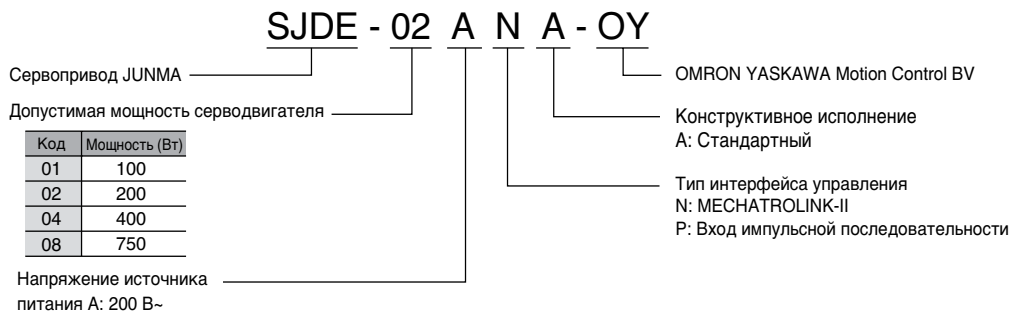 SJDE - 02 A N A - OY
Сервопривод JUNMA
Допустимая мощность серводвигателя
Код Мощность (Вт)
01 100
02 200
04 400
08 750
Напряжение источника
питания A: 200 В~
OMRON YASKAWA Motion Control BV
Конструктивное исполнение
A: Стандартный
Тип интерфейса управления
N: MECHATROLINK-II
P: Вход импульсной последовательности